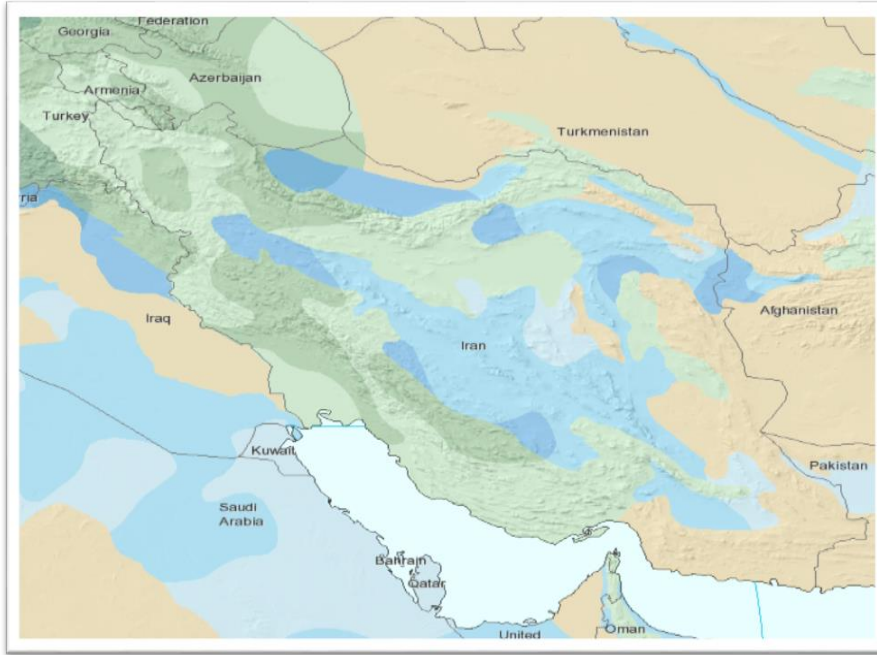 Federation
Georgia
Azerbaijan
Armenia
Turkey
Turkmenistan
ria
Iraq
Afghanistan
Iran
Kuwait
Pakistan
Saudi
Arabia
Bahrain
Qatar
United
Oman